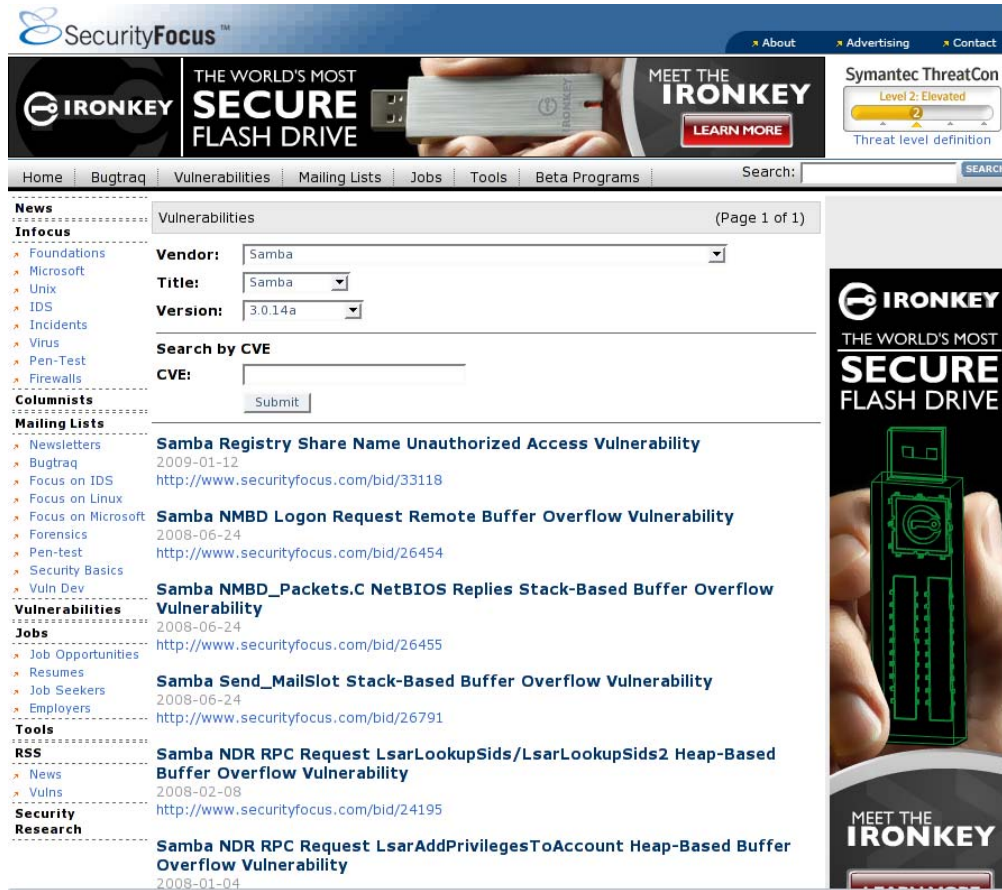 SecurityFocus™
About
Advertising
Contact
IRONKEY
THE WORLD'S MOST
SECURE
FLASH DRIVE
IRONKEY
MEET THE
IRONKEY
LEARN MORE
Symantec ThreatCon
Level 2: Elevated
2
Threat level definition
Home
Bugtraq
Vulnerabilities
Mailing Lists
Jobs
Tools
Beta Programs
Search:
SEARCH
News
Infocus
Foundations
Microsoft
Unix
IDS
Incidents
Virus
Pen-Test
Firewalls
Columnists
Mailing Lists
Newsletters
Bugtraq
Focus on IDS
Focus on Linux
Focus on Microsoft
Forensics
Pen-test
Security Basics
Vuln Dev
Vulnerabilities
Jobs
Job Opportunities
Resumes
Job Seekers
Employers
Tools
RSS
News
Vulns
Security
Research
Vulnerabilities (Page 1 of 1)
Vendor: Samba
Title: Samba
Version: 3.0.14a
Search by CVE
CVE:
Submit
Samba Registry Share Name Unauthorized Access Vulnerability
2009-01-12
http://www.securityfocus.com/bid/33118
Samba NMBD Logon Request Remote Buffer Overflow Vulnerability
2008-06-24
http://www.securityfocus.com/bid/26454
Samba NMBD_Packets.C NetBIOS Replies Stack-Based Buffer Overflow
Vulnerability
2008-06-24
http://www.securityfocus.com/bid/26455
Samba Send_MailSlot Stack-Based Buffer Overflow Vulnerability
2008-06-24
http://www.securityfocus.com/bid/26791
Samba NDR RPC Request LsarLookupSids/LsarLookupSids2 Heap-Based
Buffer Overflow Vulnerability
2008-02-08
http://www.securityfocus.com/bid/24195
Samba NDR RPC Request LsarAddPrivilegesToAccount Heap-Based Buffer
Overflow Vulnerability
2008-01-04
IRONKEY
THE WORLD'S MOST
SECURE
FLASH DRIVE
MEET THE
IRONKEY
LEARN MORE